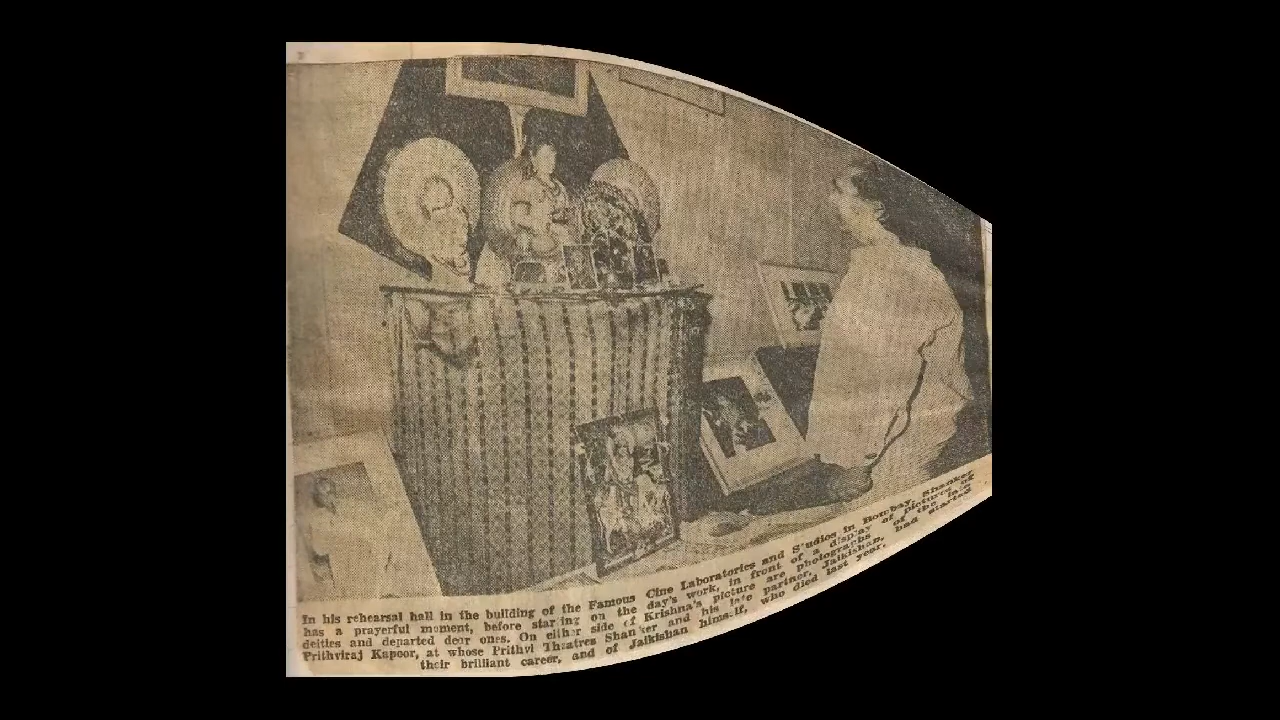 In his rehearsal hall in the building of the Famous Cine Laboratories and S'udios in Bombay, Shanker
has a prayerful moment, before star ing on the day's work, in front of a display of pictures of
deities and departed dear ones. On either side of Krishna's picture are photographs of the late
Prithviraj Kapoor, at whose Prithvi Theatres Shanker and his late partner, Jaikishan, had started
their brilliant career, and of Jaikishan himself, who died last year.